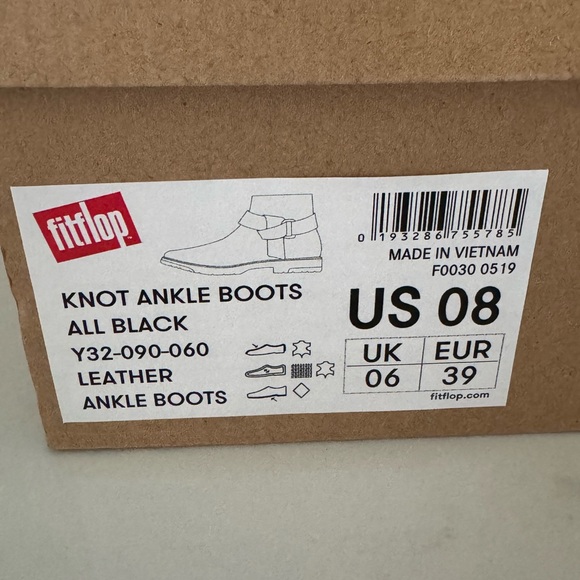 fitflop
KNOT ANKLE BOOTS
ALL BLACK
Y32-090-060
LEATHER
ANKLE BOOTS
0 193286 755785
MADE IN VIETNAM
F0030 0519
US 08
UK EUR
06 39
fitflop.com